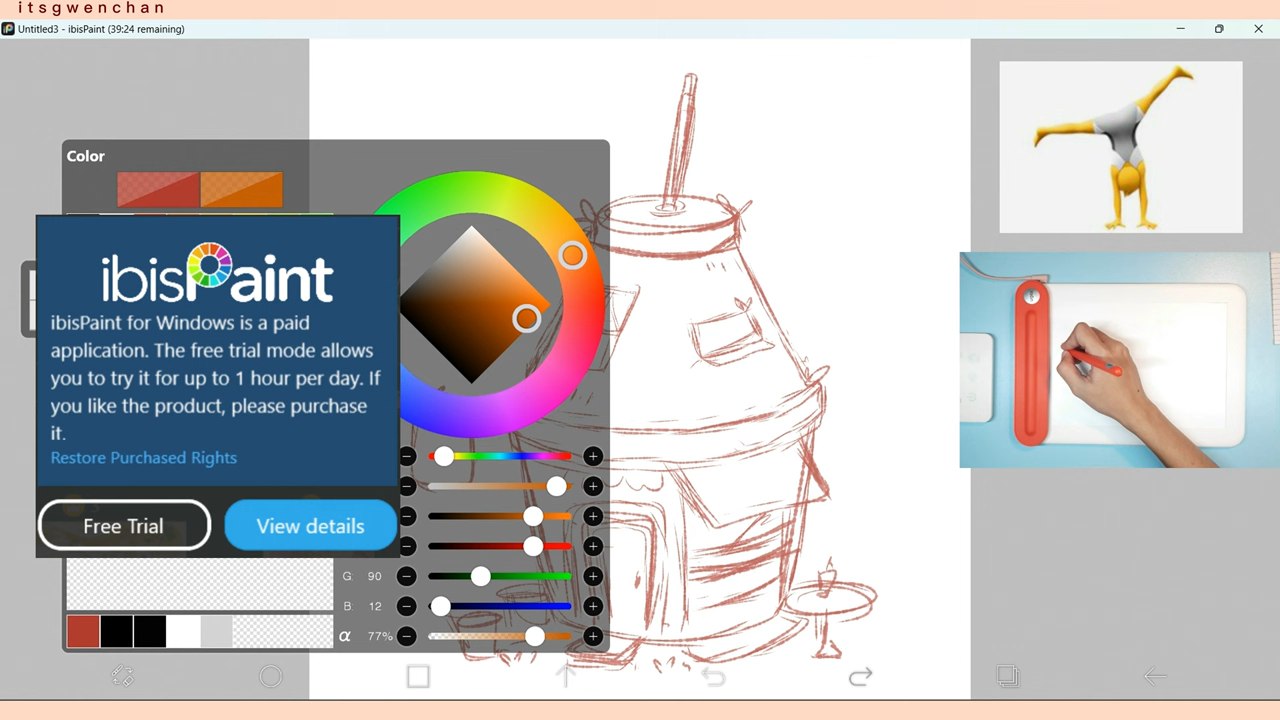 itsgwenchan
Untitled3 - ibisPaint (39:24 remaining)
Color
ibisPaint
ibisPaint for Windows is a paid
application. The free trial mode allows
you to try it for up to 1 hour per day. If
you like the product, please purchase
it.
Restore Purchased Rights
Free Trial
View details
G: 90
B: 12
α 77%